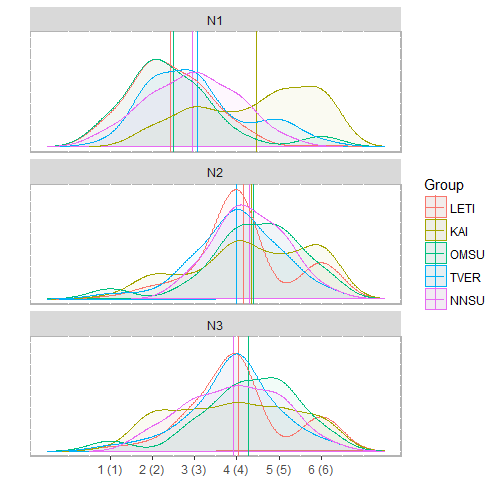 N1
N2
N3
1 (1) 2 (2) 3 (3) 4 (4) 5 (5) 6 (6)
Group
LETI
KAI
OMSU
TVER
NNSU